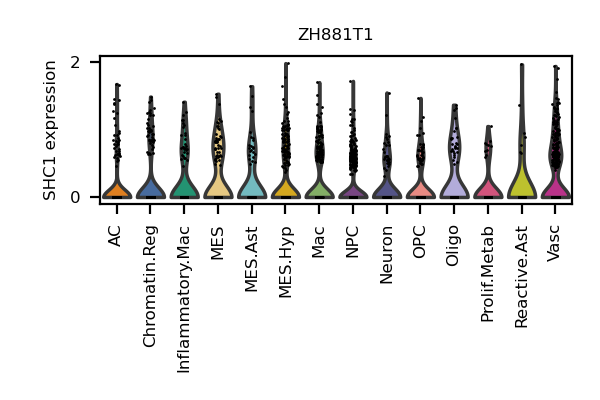 ZH881T1
SHC1 expression
2
0
AC
Chromatin.Reg
Inflammatory.Mac
MES
MES.Ast
MES.Hyp
Mac
NPC
Neuron
OPC
Oligo
Prolif.Metab
Reactive.Ast
Vasc